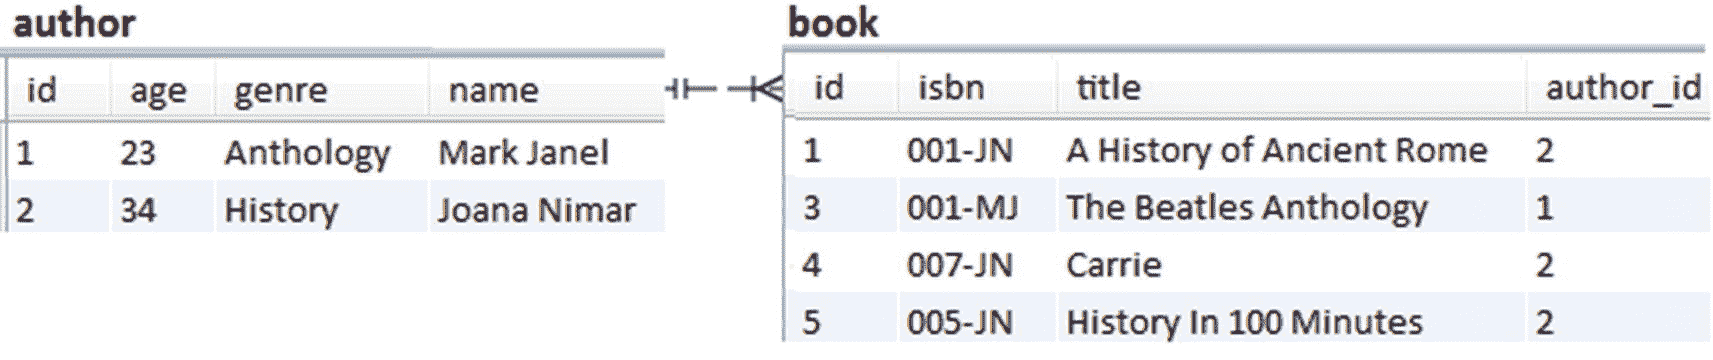 author
id age genre name
1 23 Anthology Mark Janel
2 34 History Joana Nimar
book
id isbn title author_id
1 001-JN A History of Ancient Rome 2
3 001-MJ The Beatles Anthology 1
4 007-JN Carrie 2
5 005-JN History In 100 Minutes 2